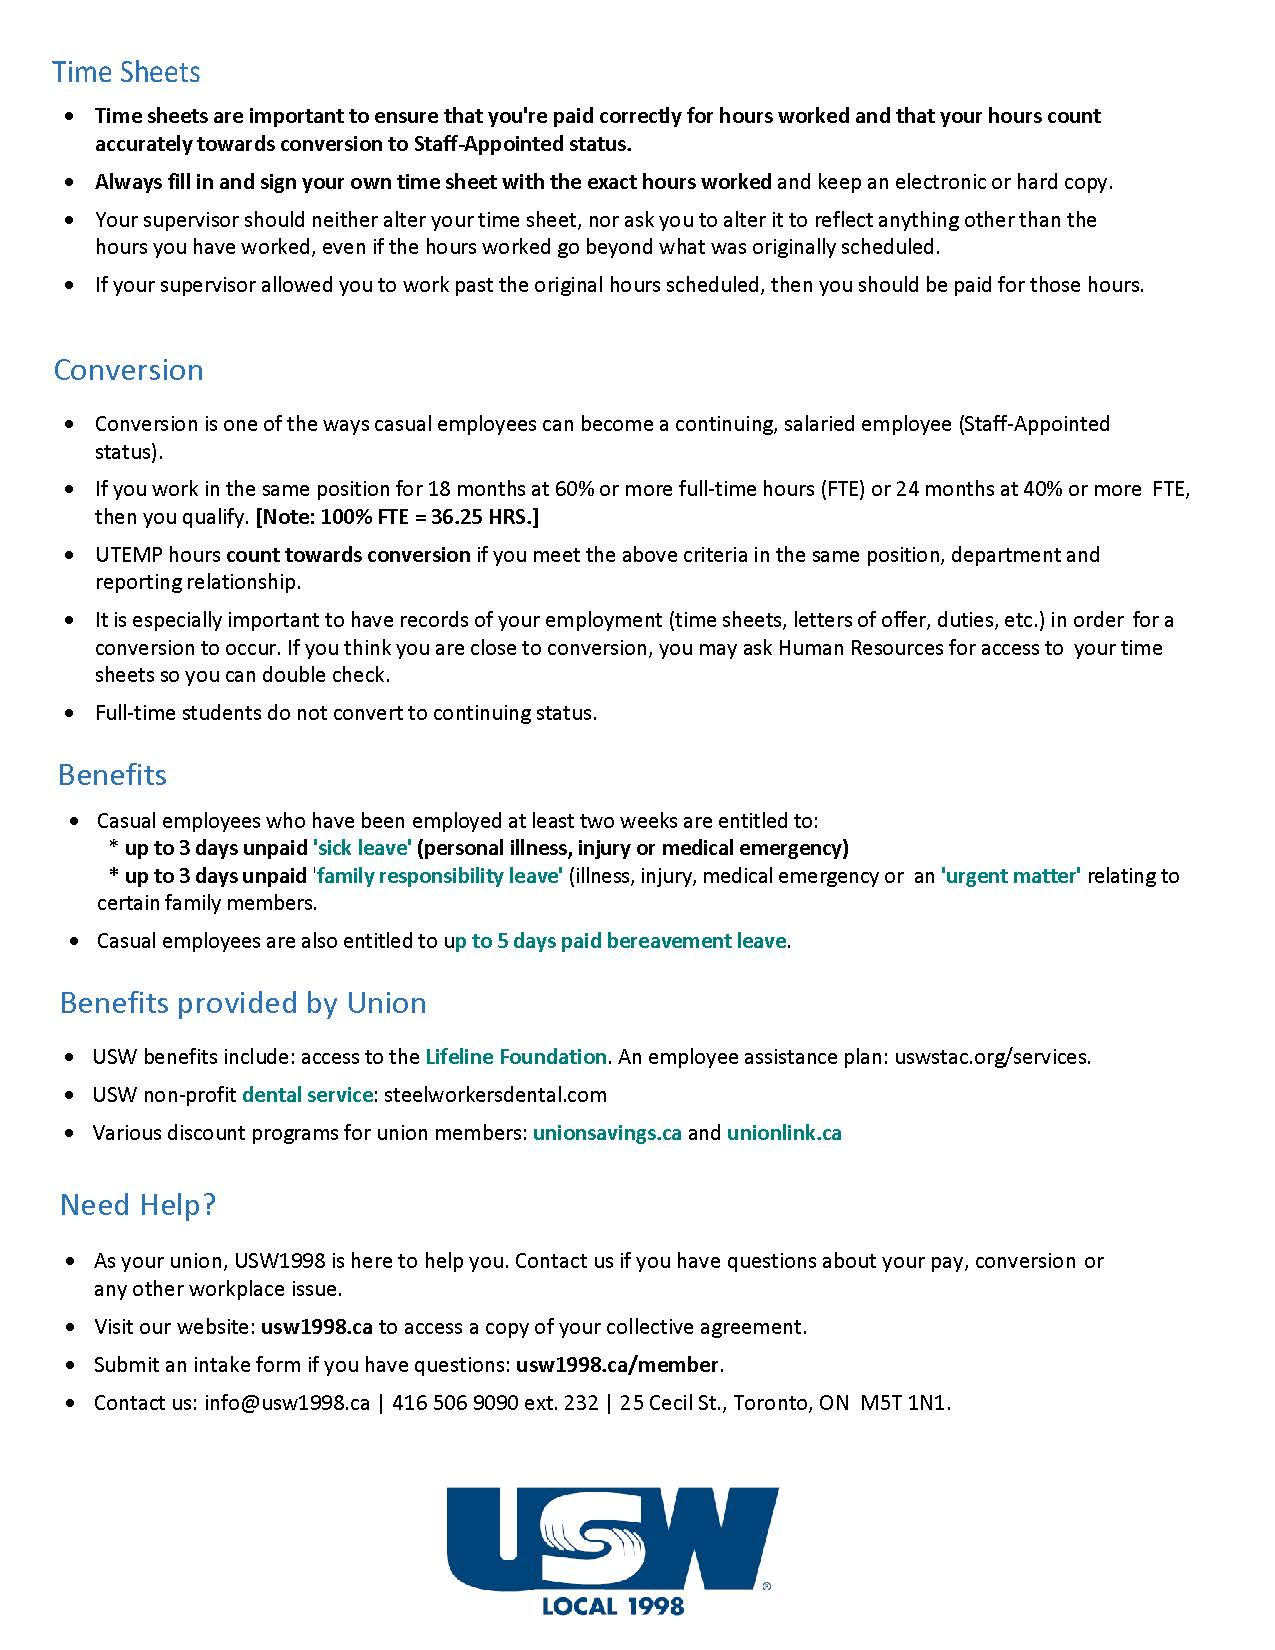 Time Sheets
• Time sheets are important to ensure that you're paid correctly for hours worked and that your hours count
accurately towards conversion to Staff-Appointed status.
• Always fill in and sign your own time sheet with the exact hours worked and keep an electronic or hard copy.
• Your supervisor should neither alter your time sheet, nor ask you to alter it to reflect anything other than the
hours you have worked, even if the hours worked go beyond what was originally scheduled.
• If your supervisor allowed you to work past the original hours scheduled, then you should be paid for those hours.
Conversion
• Conversion is one of the ways casual employees can become a continuing, salaried employee (Staff-Appointed
status).
• If you work in the same position for 18 months at 60% or more full-time hours (FTE) or 24 months at 40% or more FTE,
then you qualify. [Note: 100% FTE = 36.25 HRS.]
• UTEMP hours count towards conversion if you meet the above criteria in the same position, department and
reporting relationship.
• It is especially important to have records of your employment (time sheets, letters of offer, duties, etc.) in order for a
conversion to occur. If you think you are close to conversion, you may ask Human Resources for access to your time
sheets so you can double check.
• Full-time students do not convert to continuing status.
Benefits
• Casual employees who have been employed at least two weeks are entitled to:
* up to 3 days unpaid 'sick leave' (personal illness, injury or medical emergency)
* up to 3 days unpaid 'family responsibility leave' (illness, injury, medical emergency or an 'urgent matter' relating to
certain family members.
• Casual employees are also entitled to up to 5 days paid bereavement leave.
Benefits provided by Union
• USW benefits include: access to the Lifeline Foundation. An employee assistance plan: uswstac.org/services.
• USW non-profit dental service: steelworkersdental.com
• Various discount programs for union members: unionsavings.ca and unionlink.ca
Need Help?
• As your union, USW1998 is here to help you. Contact us if you have questions about your pay, conversion or
any other workplace issue.
• Visit our website: usw1998.ca to access a copy of your collective agreement.
• Submit an intake form if you have questions: usw1998.ca/member.
• Contact us: info@usw1998.ca | 416 506 9090 ext. 232 | 25 Cecil St., Toronto, ON M5T 1N1.
USW®
LOCAL 1998